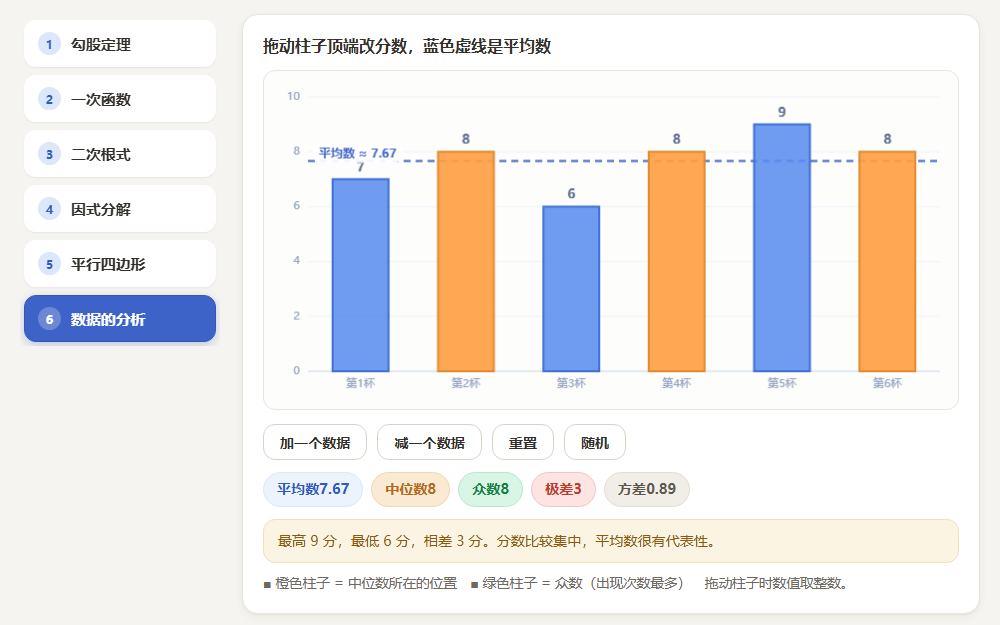 1 勾股定理
2 一次函数
3 二次根式
4 因式分解
5 平行四边形
6 数据的分析
拖动柱子顶端改分数，蓝色虚线是平均数
10
8
6
4
2
0
平均数 ≈ 7.67
7
8
6
8
9
8
第1杯 第2杯 第3杯 第4杯 第5杯 第6杯
加一个数据 减一个数据 重置 随机
平均数7.67 中位数8 众数8 极差3 方差0.89
最高 9 分，最低 6 分，相差 3 分。分数比较集中，平均数很有代表性。
■ 橙色柱子 = 中位数所在的位置 ■ 绿色柱子 = 众数（出现次数最多） 拖动柱子时数值取整数。